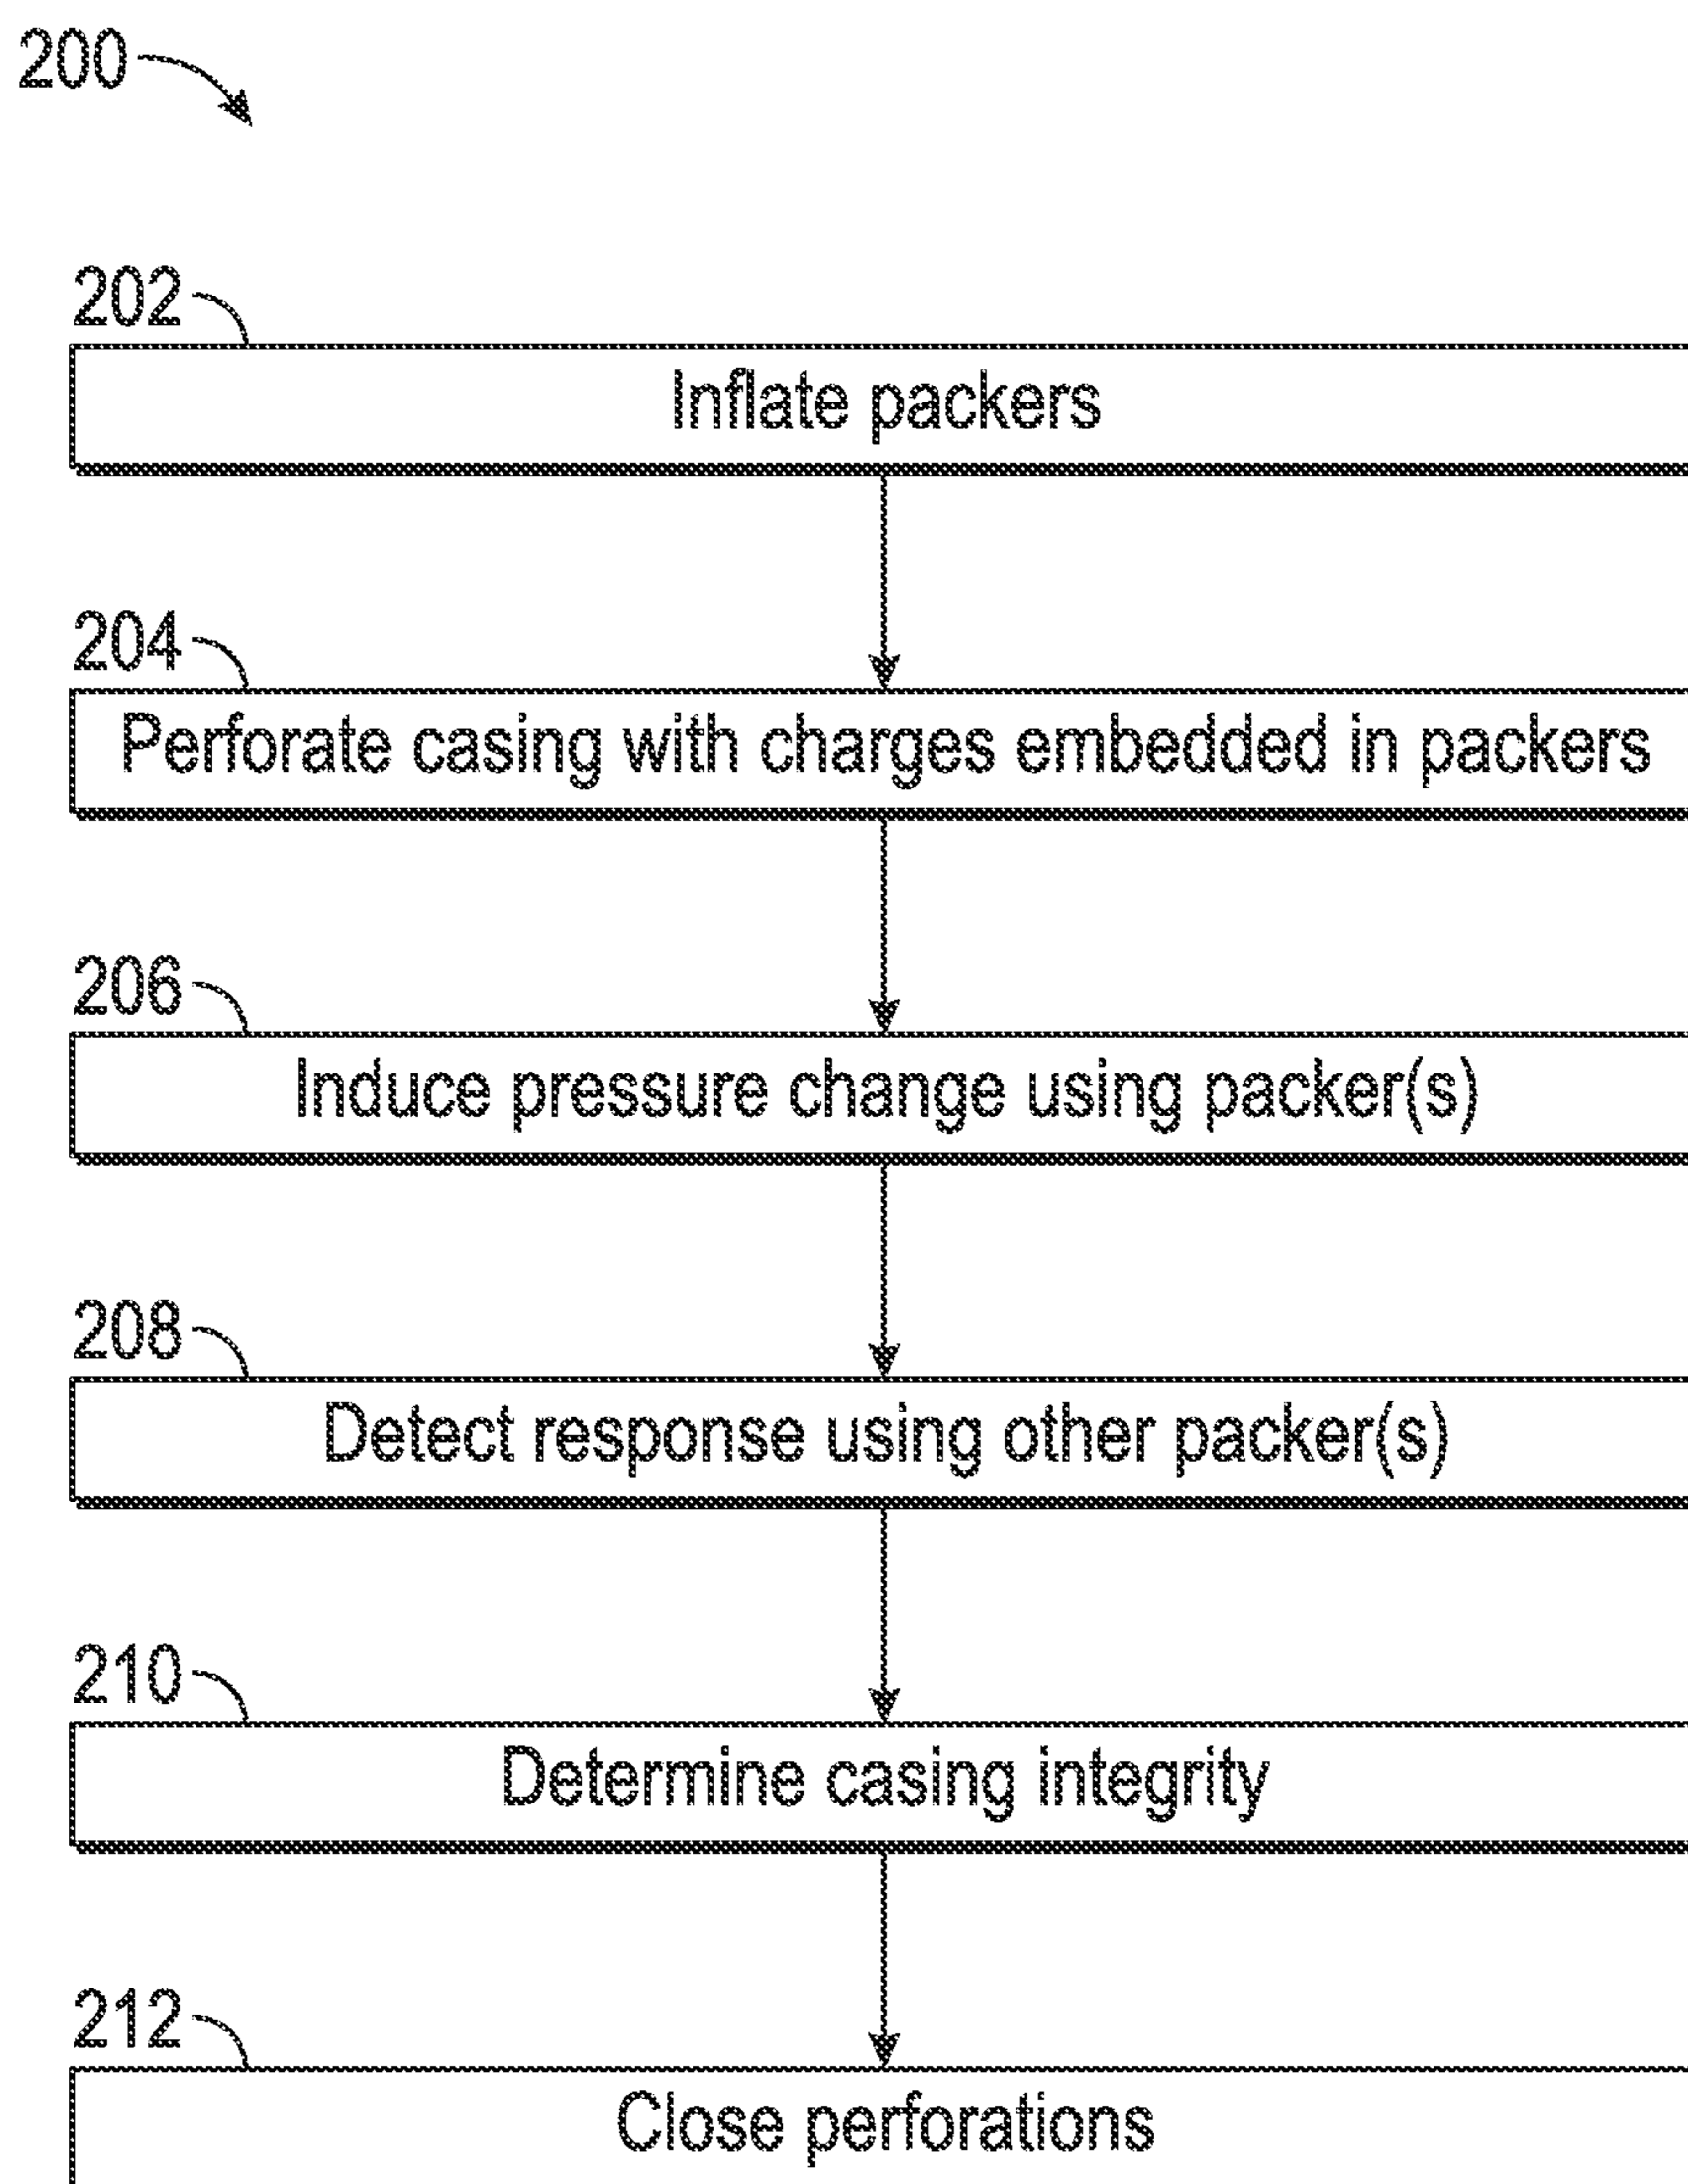 200
202
Inflate packers
204
Perforate casing with charges embedded in packers
206
Induce pressure change using packer(s)
208
Detect response using other packer(s)
210
Determine casing integrity
212
Close perforations